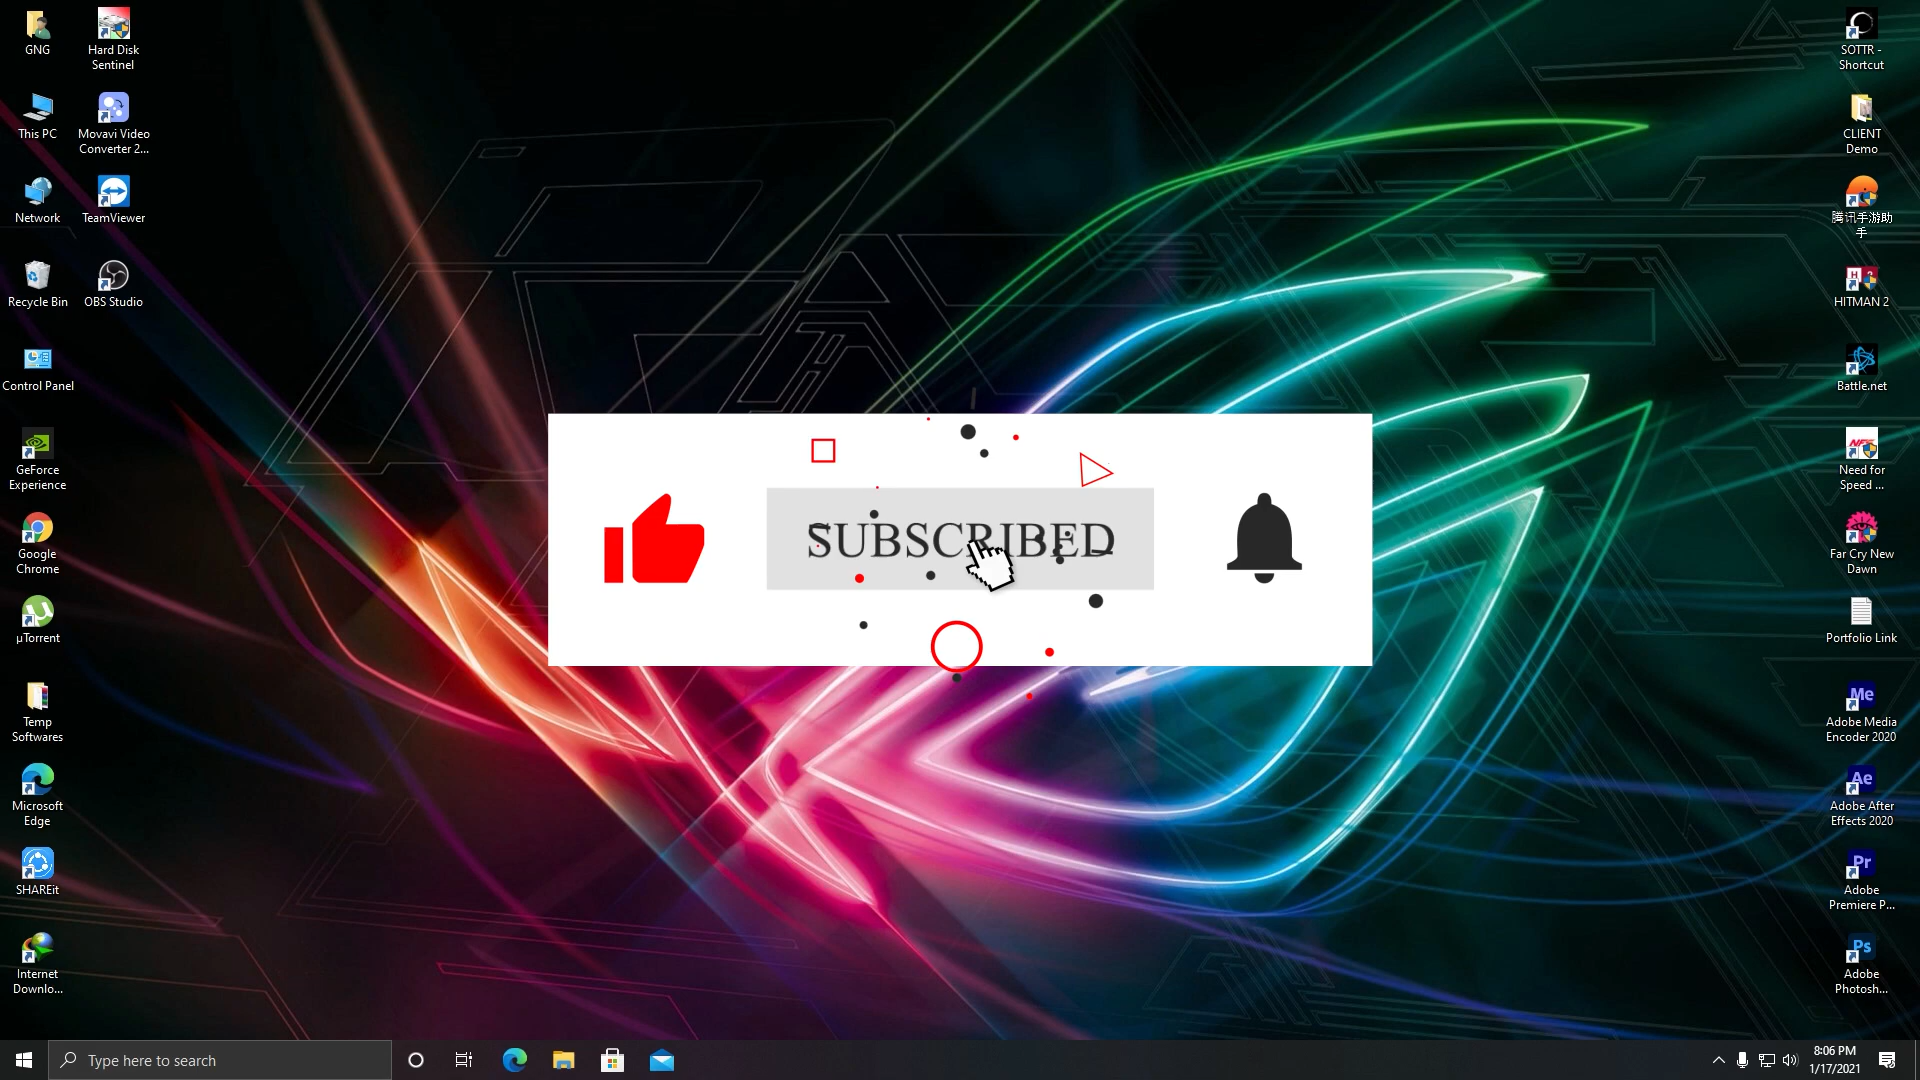 GNG
Hard Disk
Sentinel
This PC
Movavi Video
Converter 2...
Network
TeamViewer
Recycle Bin
OBS Studio
Control Panel
GeForce
Experience
Google
Chrome
µTorrent
Temp
Softwares
Microsoft
Edge
SHAREit
Internet
Downlo...
SUBSCRIBED
SOTTR -
Shortcut
CLIENT
Demo
腾讯手游助
手
HITMAN 2
Battle.net
Need for
Speed ...
Far Cry New
Dawn
Portfolio Link
Me
Adobe Media
Encoder 2020
Ae
Adobe After
Effects 2020
Pr
Adobe
Premiere P...
Ps
Adobe
Photosh...
Type here to search
8:06 PM
1/17/2021